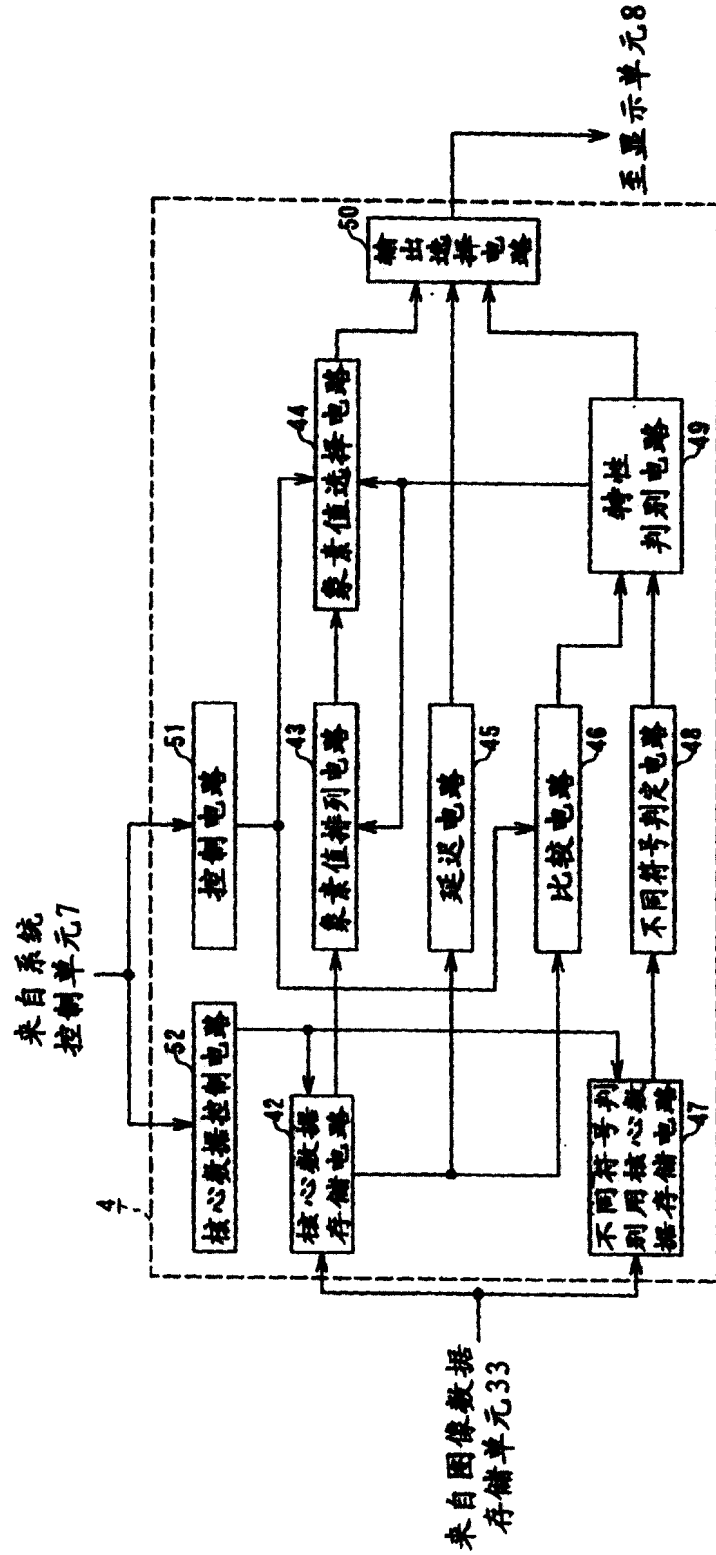 来自系统
控制单元7
4
52
核心数据控制电路
51
控制电路
42
核心数据
存储电路
43
象素值排列电路
44
象素值选择电路
45
延迟电路
50
输出选择电路
46
比较电路
47
不同符号判
别用核心数
据存储电路
48
不同符号判定电路
特性
判别电路
49
来自图像数据
存储单元33
至显示单元8